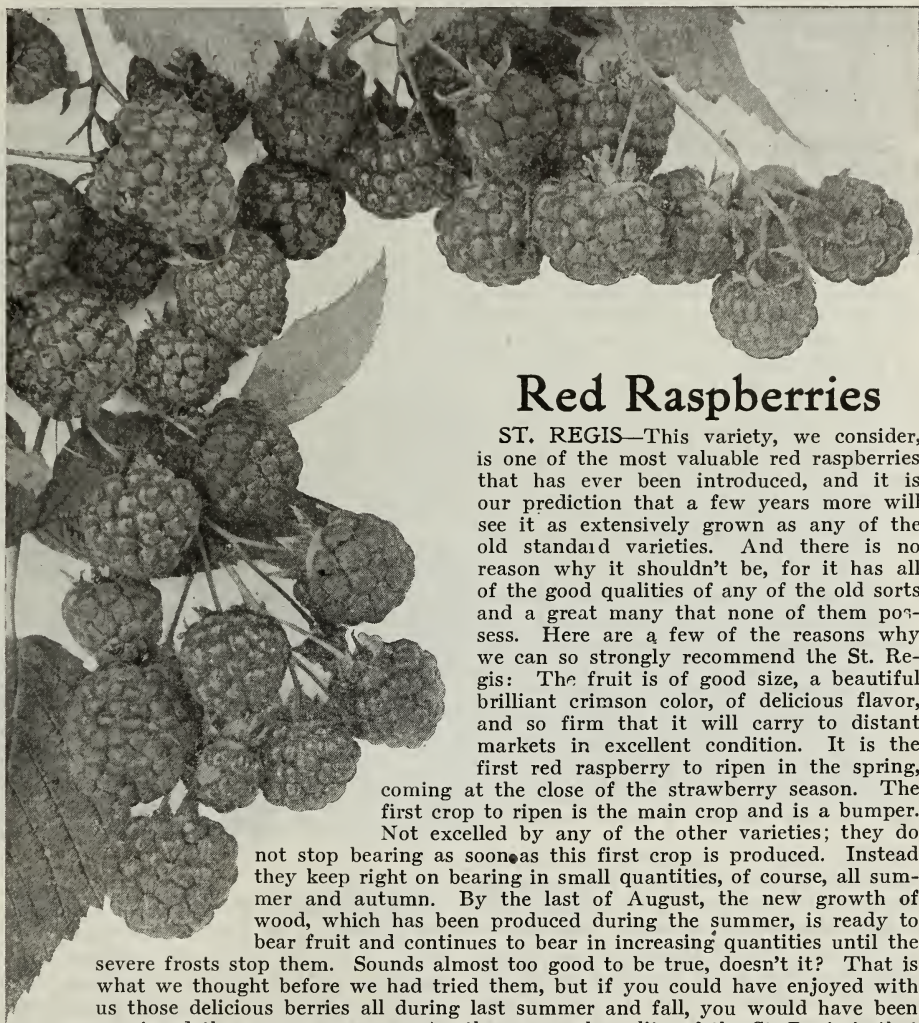 Red Raspberries
ST. REGIS—This variety, we consider,
is one of the most valuable red raspberries
that has ever been introduced, and it is
our prediction that a few years more will
see it as extensively grown as any of the
old standard varieties. And there is no
reason why it shouldn't be, for it has all
of the good qualities of any of the old sorts
and a great many that none of them pos-
sess. Here are a few of the reasons why
we can so strongly recommend the St. Re-
gis: The fruit is of good size, a beautiful
brilliant crimson color, of delicious flavor,
and so firm that it will carry to distant
markets in excellent condition. It is the
first red raspberry to ripen in the spring,
coming at the close of the strawberry season. The
first crop to ripen is the main crop and is a bumper.
Not excelled by any of the other varieties; they do
not stop bearing as soon as this first crop is produced. Instead
they keep right on bearing in small quantities, of course, all sum-
mer and autumn. By the last of August, the new growth of
wood, which has been produced during the summer, is ready to
bear fruit and continues to bear in increasing quantities until the
severe frosts stop them. Sounds almost too good to be true, doesn't it? That is
what we thought before we had tried them, but if you could have enjoyed with
us those delicious berries all during last summer and fall, you would have been